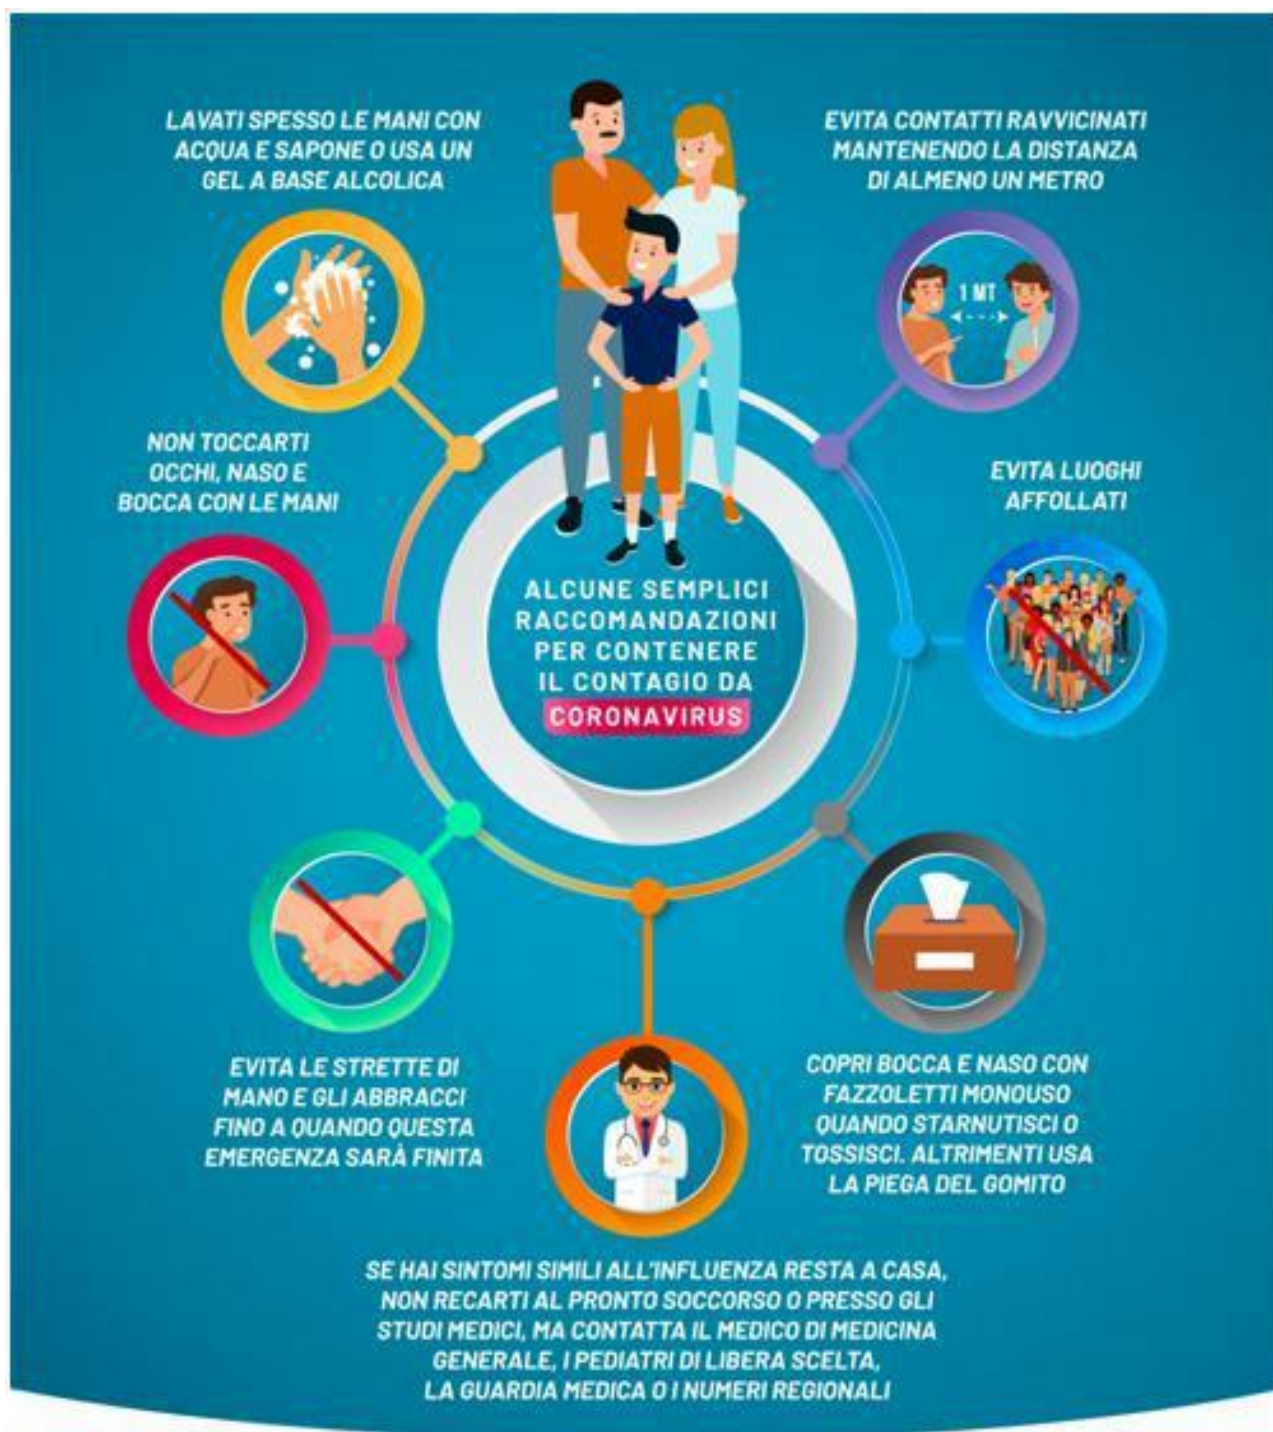 LAVATI SPESSO LE MANI CON
ACQUA E SAPONE O USA UN
GEL A BASE ALCOLICA
EVITA CONTATTI RAVVICINATI
MANTENENDO LA DISTANZA
DI ALMENO UN METRO
1 MT
NON TOCCARTI
OCCHI, NASO E
BOCCA CON LE MANI
EVITA LUOGHI
AFFOLLATI
ALCUNE SEMPLICI
RACCOMANDAZIONI
PER CONTENERE
IL CONTAGIO DA
CORONAVIRUS
EVITA LE STRETTE DI
MANO E GLI ABBRACCI
FINO A QUANDO QUESTA
EMERGENZA SARÀ FINITA
COPRI BOCCA E NASO CON
FAZZOLETTI MONOUSO
QUANDO STARNUTISCI O
TOSSISCI. ALTRIMENTI USA
LA PIEGA DEL GOMITO
SE HAI SINTOMI SIMILI ALL'INFLUENZA RESTA A CASA,
NON RECARTI AL PRONTO SOCCORSO O PRESSO GLI
STUDI MEDICI, MA CONTATTA IL MEDICO DI MEDICINA
GENERALE, I PEDIATRI DI LIBERA SCELTA,
LA GUARDIA MEDICA O I NUMERI REGIONALI